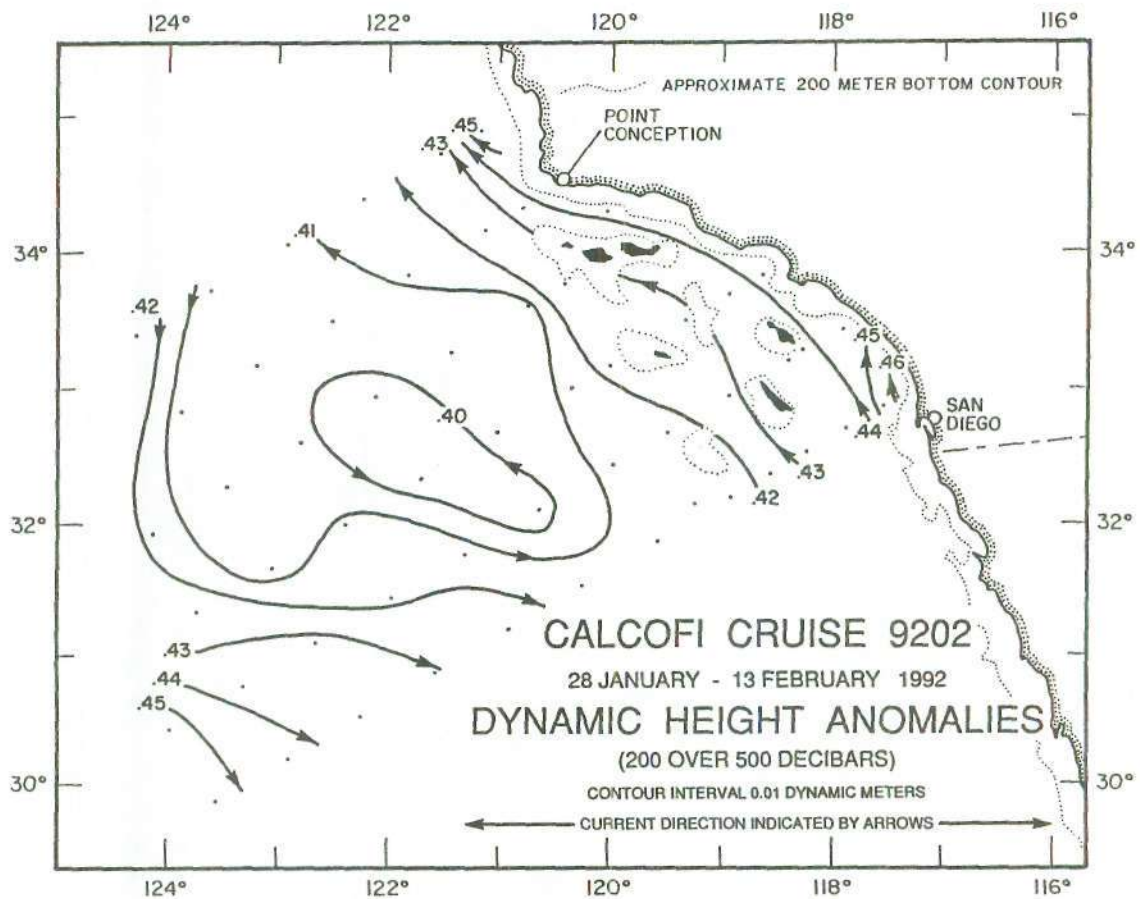 124° 122° 120° 118° 116°
APPROXIMATE 200 METER BOTTOM CONTOUR
POINT
CONCEPTION
.45
.43
34° 34°
.41
.42
.45
.46
.40
SAN
DIEGO
.44
.43
.42
32° 32°
CALCOFI CRUISE 9202
.43
28 JANUARY - 13 FEBRUARY 1992
.44
.45
DYNAMIC HEIGHT ANOMALIES
(200 OVER 500 DECIBARS)
30° 30°
CONTOUR INTERVAL 0.01 DYNAMIC METERS
CURRENT DIRECTION INDICATED BY ARROWS
124° 122° 120° 118° 116°